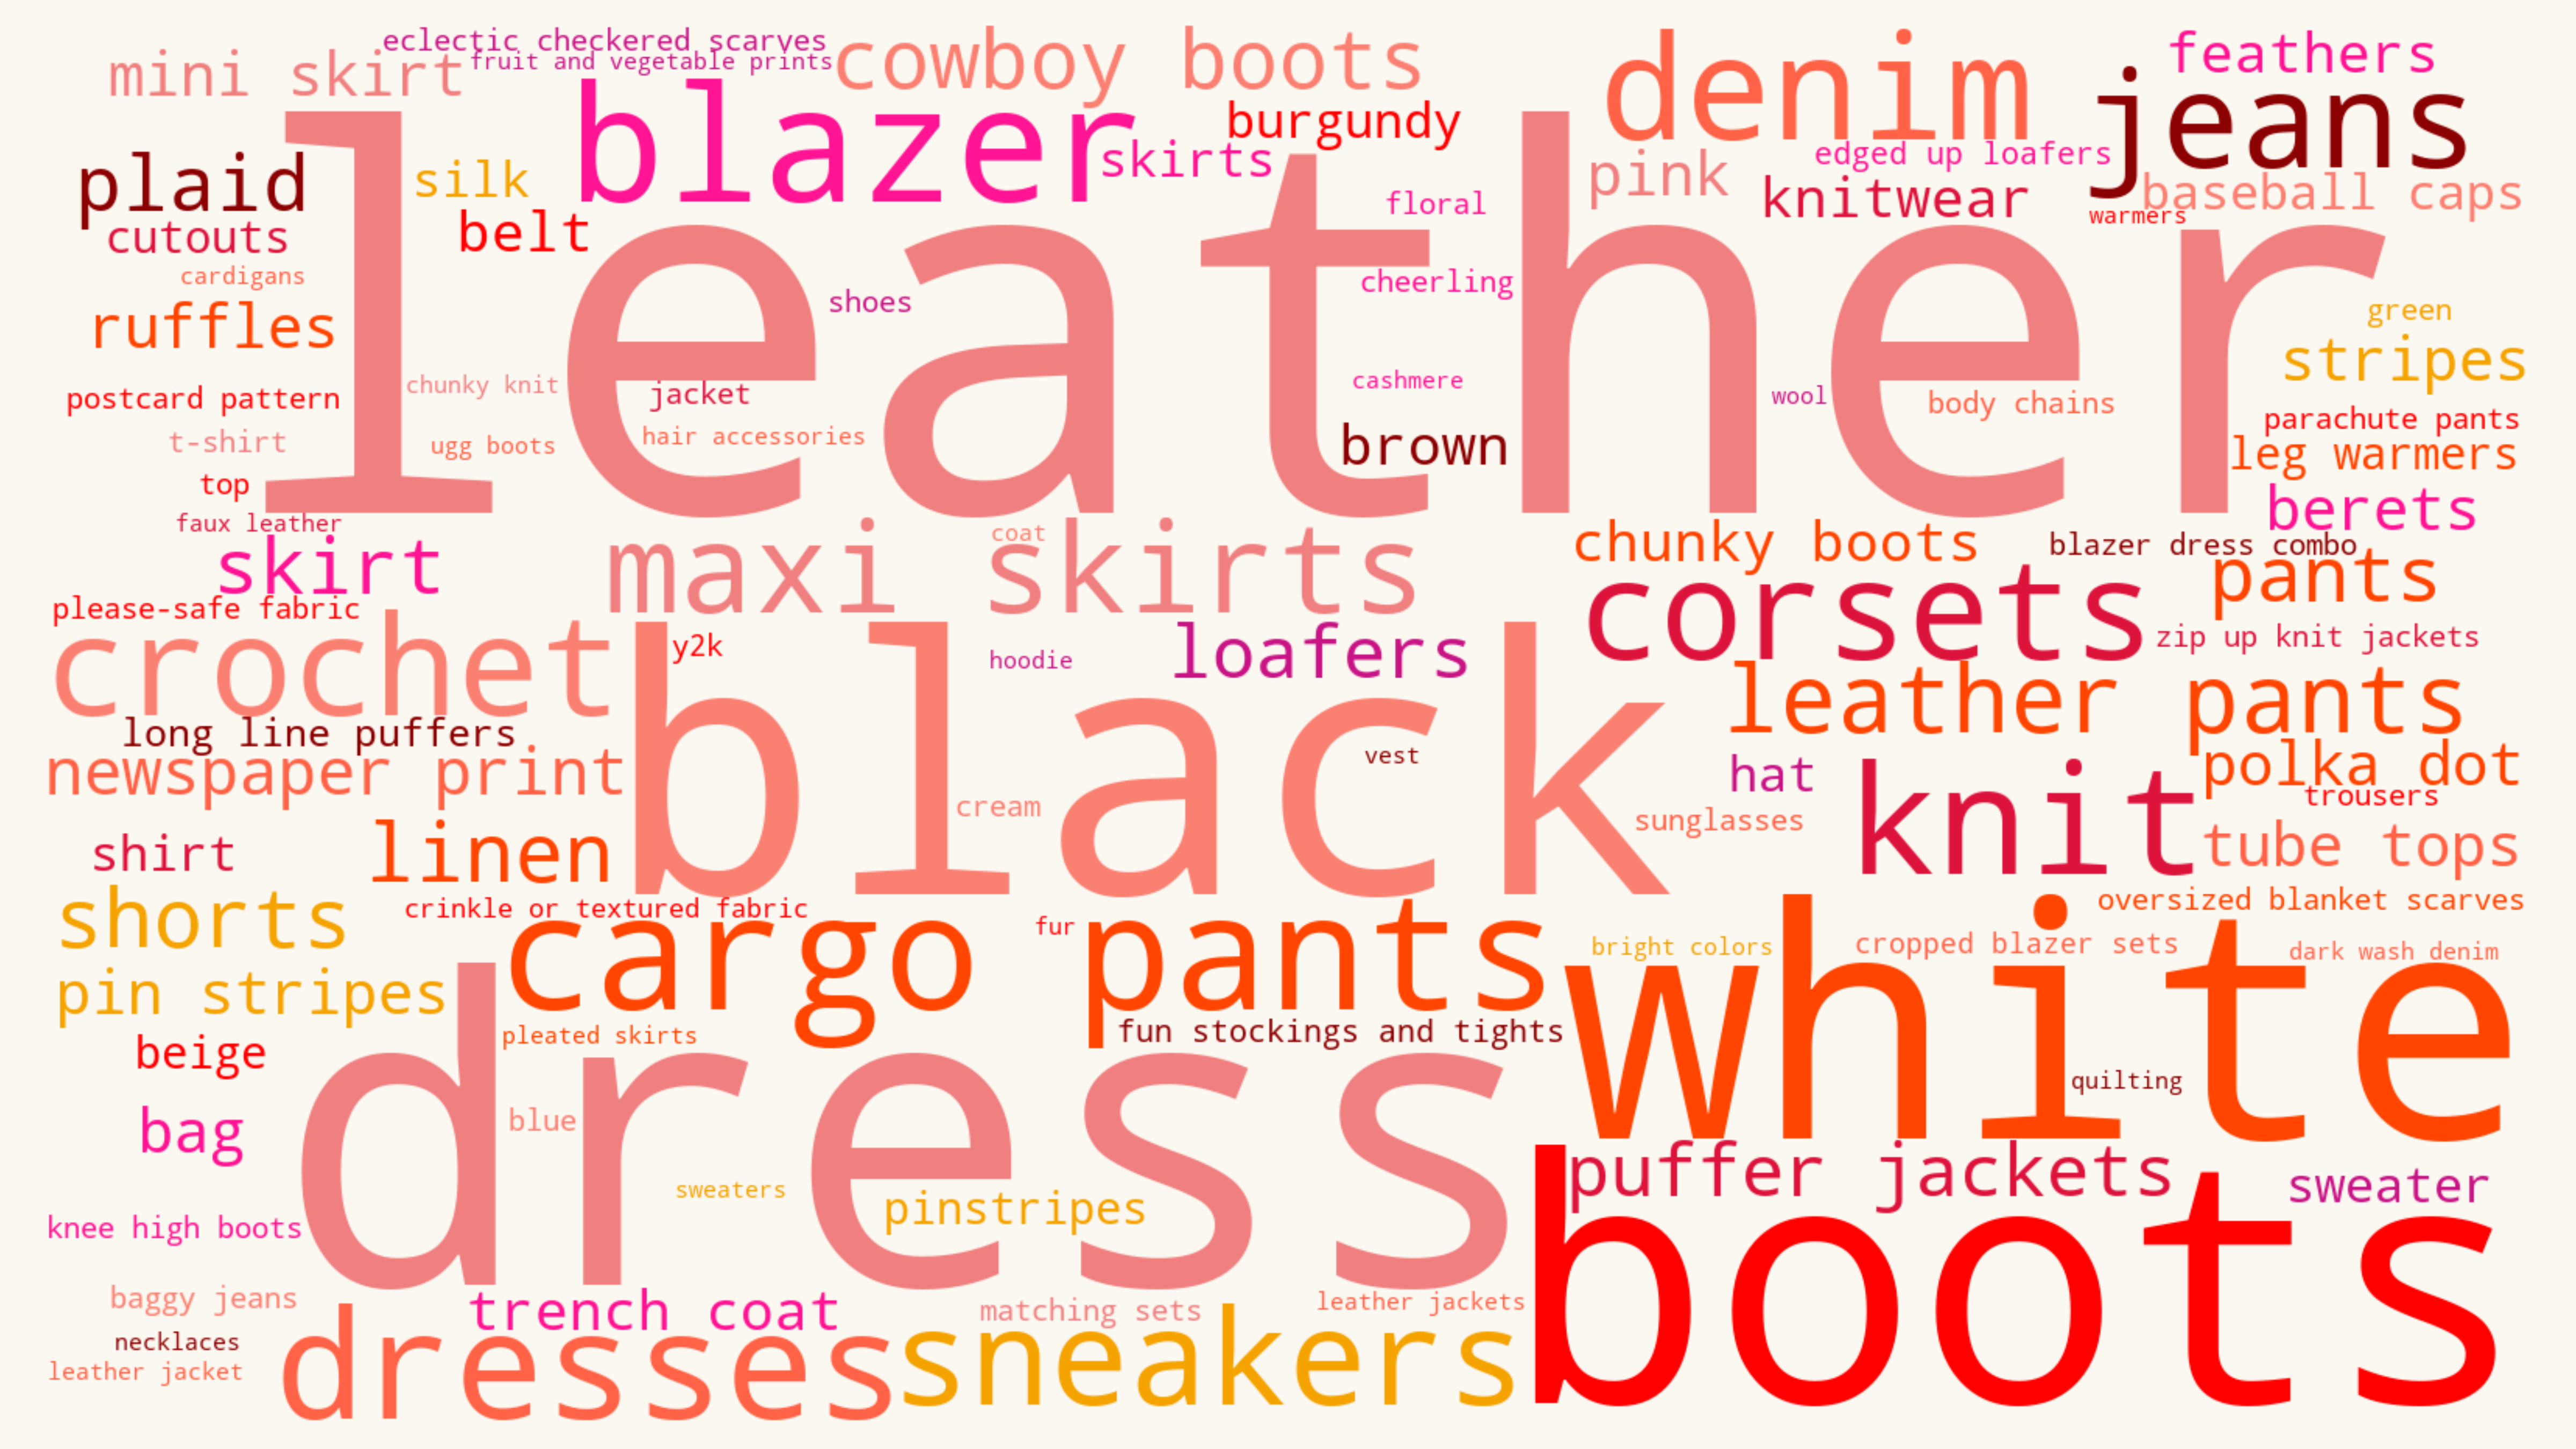 eclectic checkered scarves
fruit and vegetable prints
mini skirt
cowboy boots
denim
feathers
jeans
blazer
burgundy
skirts
edged up loafers
pink
knitwear
baseball caps
warmers
plaid
silk
belt
cutouts
floral
leather
cardigans
cheerling
shoes
ruffles
green
stripes
postcard pattern
chunky knit
jacket
cashmere
wool
body chains
parachute pants
t-shirt
ugg boots
hair accessories
brown
leg warmers
top
berets
faux leather
coat
skirt
maxi skirts
chunky boots
blazer dress combo
pants
please-safe fabric
corsets
crochet
y2k
hoodie
loafers
zip up knit jackets
leather pants
long line puffers
black
vest
newspaper print
hat
polka dot
knit
trousers
cream
sunglasses
shirt
linen
tube tops
shorts
crinkle or textured fabric
cargo pants
fur
oversized blanket scarves
bright colors
cropped blazer sets
dark wash denim
pin stripes
white
beige
pleated skirts
fun stockings and tights
quilting
bag
blue
dress
puffer jackets
sweater
sweaters
pinstripes
knee high boots
boots
baggy jeans
trench coat
matching sets
leather jackets
necklaces
leather jacket
dresses
sneakers